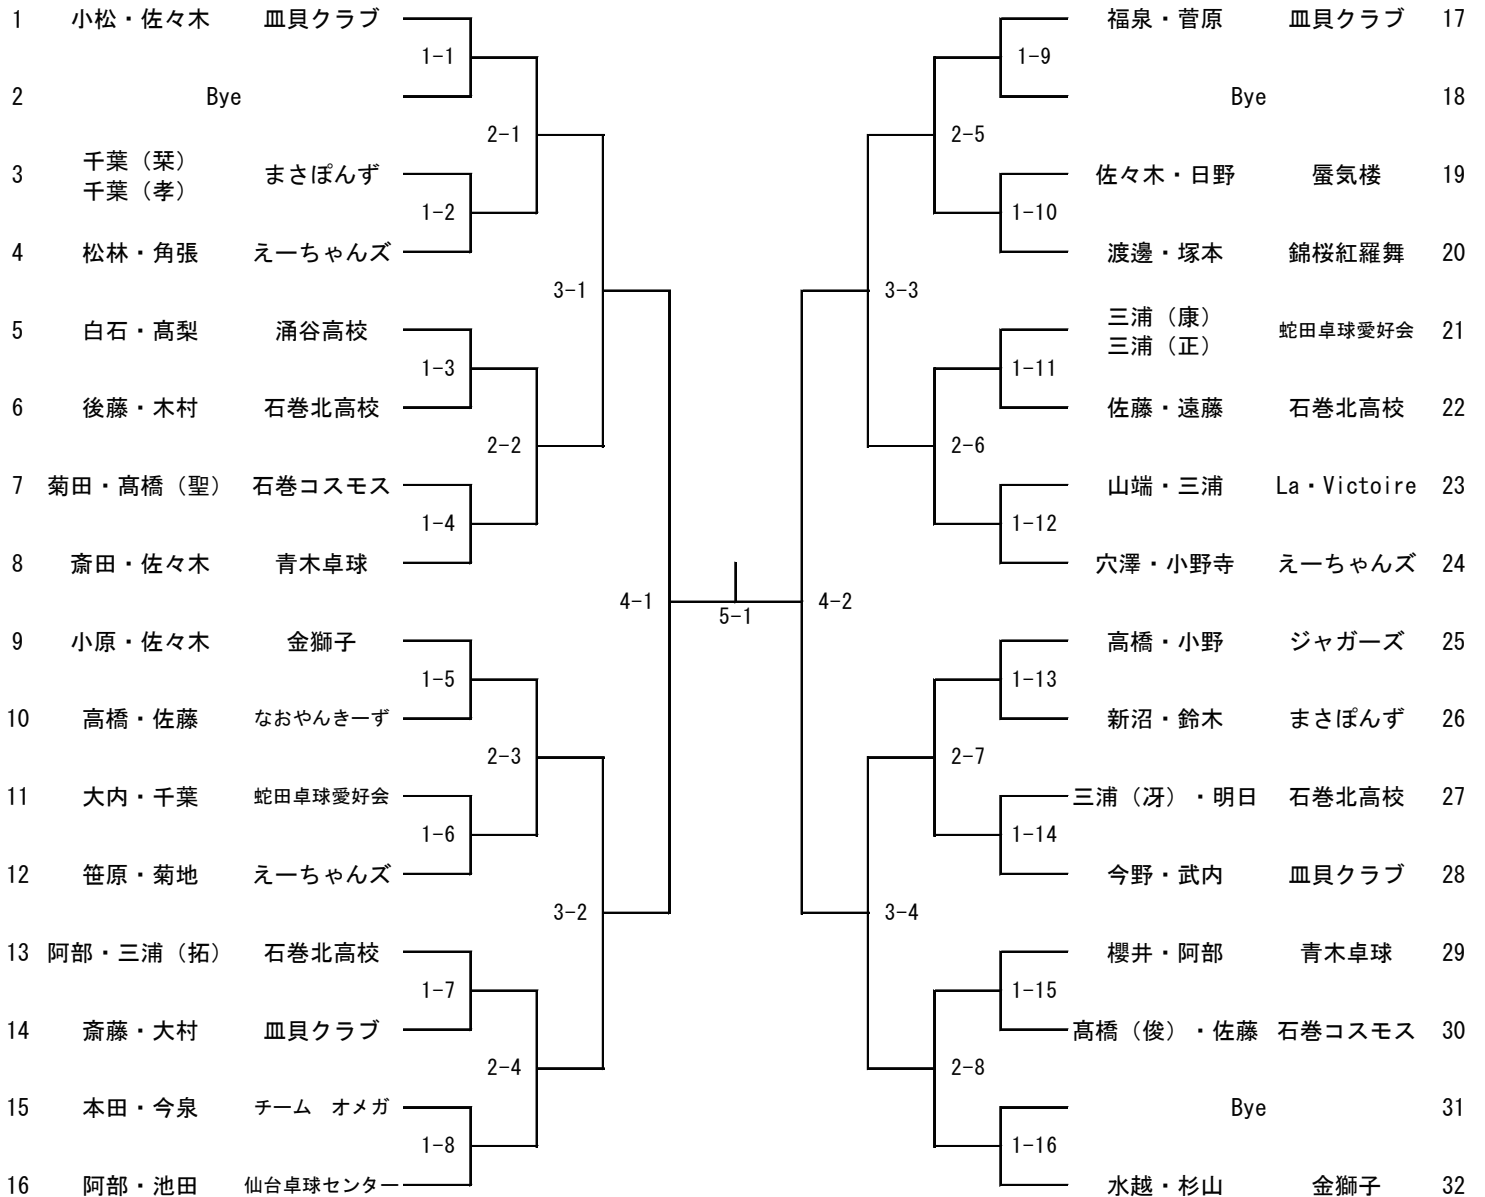 1 小松・佐々木 皿貝クラブ
1-1
2 Bye
2-1
3 千葉（栞） まさぽんず
千葉（孝）
1-2
4 松林・角張 えーちゃんズ
3-1
5 白石・髙梨 涌谷高校
1-3
6 後藤・木村 石巻北高校
2-2
7 菊田・髙橋（聖） 石巻コスモス
1-4
8 斎田・佐々木 青木卓球
4-1
9 小原・佐々木 金獅子
1-5
10 高橋・佐藤 なおやんきーず
2-3
11 大内・千葉 蛇田卓球愛好会
1-6
12 笹原・菊地 えーちゃんズ
3-2
13 阿部・三浦（拓） 石巻北高校
1-7
14 斎藤・大村 皿貝クラブ
2-4
15 本田・今泉 チーム　オメガ
1-8
16 阿部・池田 仙台卓球センター
5-1
福泉・菅原 皿貝クラブ 17
1-9
Bye 18
2-5
佐々木・日野 蜃気楼 19
1-10
渡邊・塚本 錦桜紅羅舞 20
3-3
三浦（康） 蛇田卓球愛好会 21
三浦（正）
1-11
佐藤・遠藤 石巻北高校 22
2-6
山端・三浦 La・Victoire 23
1-12
穴澤・小野寺 えーちゃんズ 24
4-2
高橋・小野 ジャガーズ 25
1-13
新沼・鈴木 まさぽんず 26
2-7
三浦（冴）・明日 石巻北高校 27
1-14
今野・武内 皿貝クラブ 28
3-4
櫻井・阿部 青木卓球 29
1-15
髙橋（俊）・佐藤 石巻コスモス 30
2-8
Bye 31
1-16
水越・杉山 金獅子 32